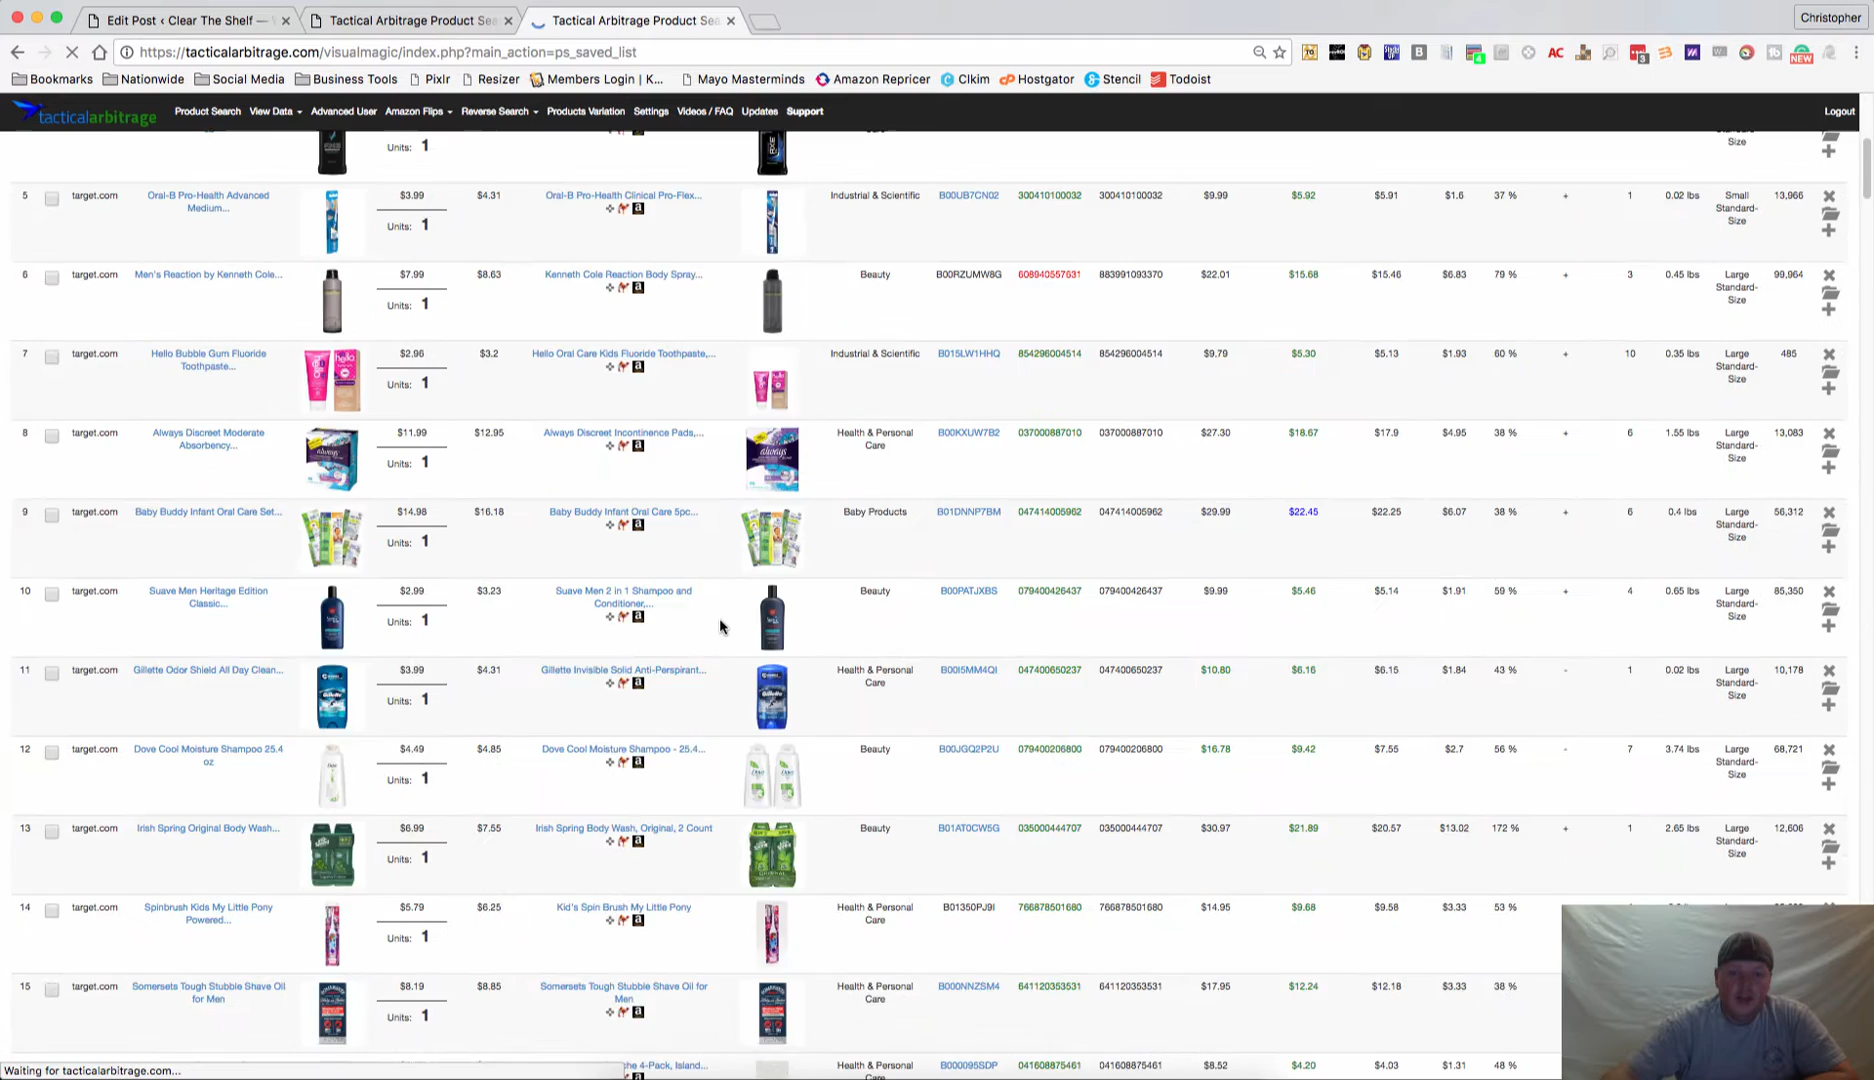 Edit Post ‹ Clear The Shelf —
Tactical Arbitrage Product Sea
Tactical Arbitrage Product Sea
Christopher
https://tacticalarbitrage.com/visualmagic/index.php?main_action=ps_saved_list
Bookmarks Nationwide Social Media Business Tools Pixlr Resizer Members Login | K... Mayo Masterminds Amazon Repricer Clkim Hostgator Stencil Todoist
tacticalarbitrage Product Search View Data Advanced User Amazon Flips Reverse Search Products Variation Settings Videos / FAQ Updates Support Logout
Units: 1 Standard-Size
5 target.com Oral-B Pro-Health Advanced Medium... $3.99 $4.31 Oral-B Pro-Health Clinical Pro-Flex... Industrial & Scientific B00UB7CN02 300410100032 300410100032 $9.99 $5.92 $5.91 $1.6 37 % + 1 0.02 lbs Small Standard-Size 13,966
Units: 1
6 target.com Men's Reaction by Kenneth Cole... $7.99 $8.63 Kenneth Cole Reaction Body Spray... Beauty B00RZUMW8G 608940557631 883991093370 $22.01 $15.68 $15.46 $6.83 79 % + 3 0.45 lbs Large Standard-Size 99,964
Units: 1
7 target.com Hello Bubble Gum Fluoride Toothpaste... $2.96 $3.2 Hello Oral Care Kids Fluoride Toothpaste,... Industrial & Scientific B015LW1HHQ 854296004514 854296004514 $9.79 $5.30 $5.13 $1.93 60 % + 10 0.35 lbs Large Standard-Size 485
Units: 1
8 target.com Always Discreet Moderate Absorbency... $11.99 $12.95 Always Discreet Incontinence Pads,... Health & Personal Care B00KXUW7B2 037000887010 037000887010 $27.30 $18.67 $17.9 $4.95 38 % + 6 1.55 lbs Large Standard-Size 13,083
Units: 1
9 target.com Baby Buddy Infant Oral Care Set... $14.98 $16.18 Baby Buddy Infant Oral Care 5pc... Baby Products B01DNNP7BM 047414005962 047414005962 $29.99 $22.45 $22.25 $6.07 38 % + 6 0.4 lbs Large Standard-Size 56,312
Units: 1
10 target.com Suave Men Heritage Edition Classic... $2.99 $3.23 Suave Men 2 in 1 Shampoo and Conditioner,... Beauty B00PATJXBS 079400426437 079400426437 $9.99 $5.46 $5.14 $1.91 59 % + 4 0.65 lbs Large Standard-Size 85,350
Units: 1
11 target.com Gillette Odor Shield All Day Clean... $3.99 $4.31 Gillette Invisible Solid Anti-Perspirant... Health & Personal Care B00I5MM4QI 047400650237 047400650237 $10.80 $6.16 $6.15 $1.84 43 % - 1 0.02 lbs Large Standard-Size 10,178
Units: 1
12 target.com Dove Cool Moisture Shampoo 25.4 oz $4.49 $4.85 Dove Cool Moisture Shampoo - 25.4... Beauty B00JGQ2P2U 079400206800 079400206800 $16.78 $9.42 $7.55 $2.7 56 % - 7 3.74 lbs Large Standard-Size 68,721
Units: 1
13 target.com Irish Spring Original Body Wash... $6.99 $7.55 Irish Spring Body Wash, Original, 2 Count Beauty B01AT0CW5G 035000444707 035000444707 $30.97 $21.89 $20.57 $13.02 172 % + 1 2.65 lbs Large Standard-Size 12,606
Units: 1
14 target.com Spinbrush Kids My Little Pony Powered... $5.79 $6.25 Kid's Spin Brush My Little Pony Health & Personal Care B01350PJ9I 766878501680 766878501680 $14.95 $9.68 $9.58 $3.33 53 %
Units: 1
15 target.com Somersets Tough Stubble Shave Oil for Men $8.19 $8.85 Somersets Tough Stubble Shave Oil for Men Health & Personal Care B000NNZSM4 641120353531 641120353531 $17.95 $12.24 $12.18 $3.33 38 %
Units: 1
4-Pack, Island... Health & Personal Care B000095SDP 041608875461 041608875461 $8.52 $4.20 $4.03 $1.31 48 %
Waiting for tacticalarbitrage.com...